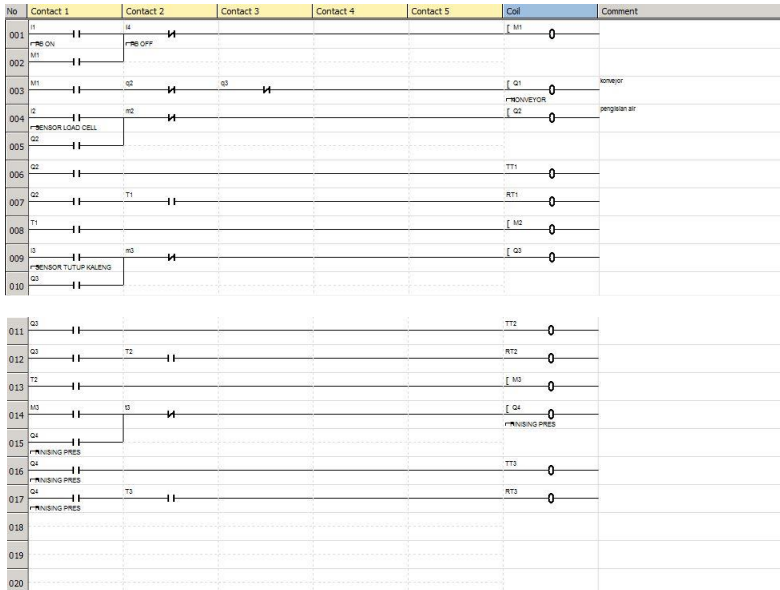 No Contact 1 Contact 2 Contact 3 Contact 4 Contact 5 Coil Comment
001 I1 I4 [ M1
PB ON PB OFF
002 M1
003 M1 q2 q3 [ Q1 konveyor
KONVEYOR
004 I2 m2 [ Q2 pengisian air
SENSOR LOAD CELL
005 Q2
006 Q2 TT1
007 Q2 T1 RT1
008 T1 [ M2
009 I3 m3 [ Q3
SENSOR TUTUP KALENG
010 Q3
011 Q3 TT2
012 Q3 T2 RT2
013 T2 [ M3
014 M3 t3 [ Q4
FINISING PRES
015 Q4
FINISING PRES
016 Q4 TT3
FINISING PRES
017 Q4 T3 RT3
FINISING PRES
018
019
020